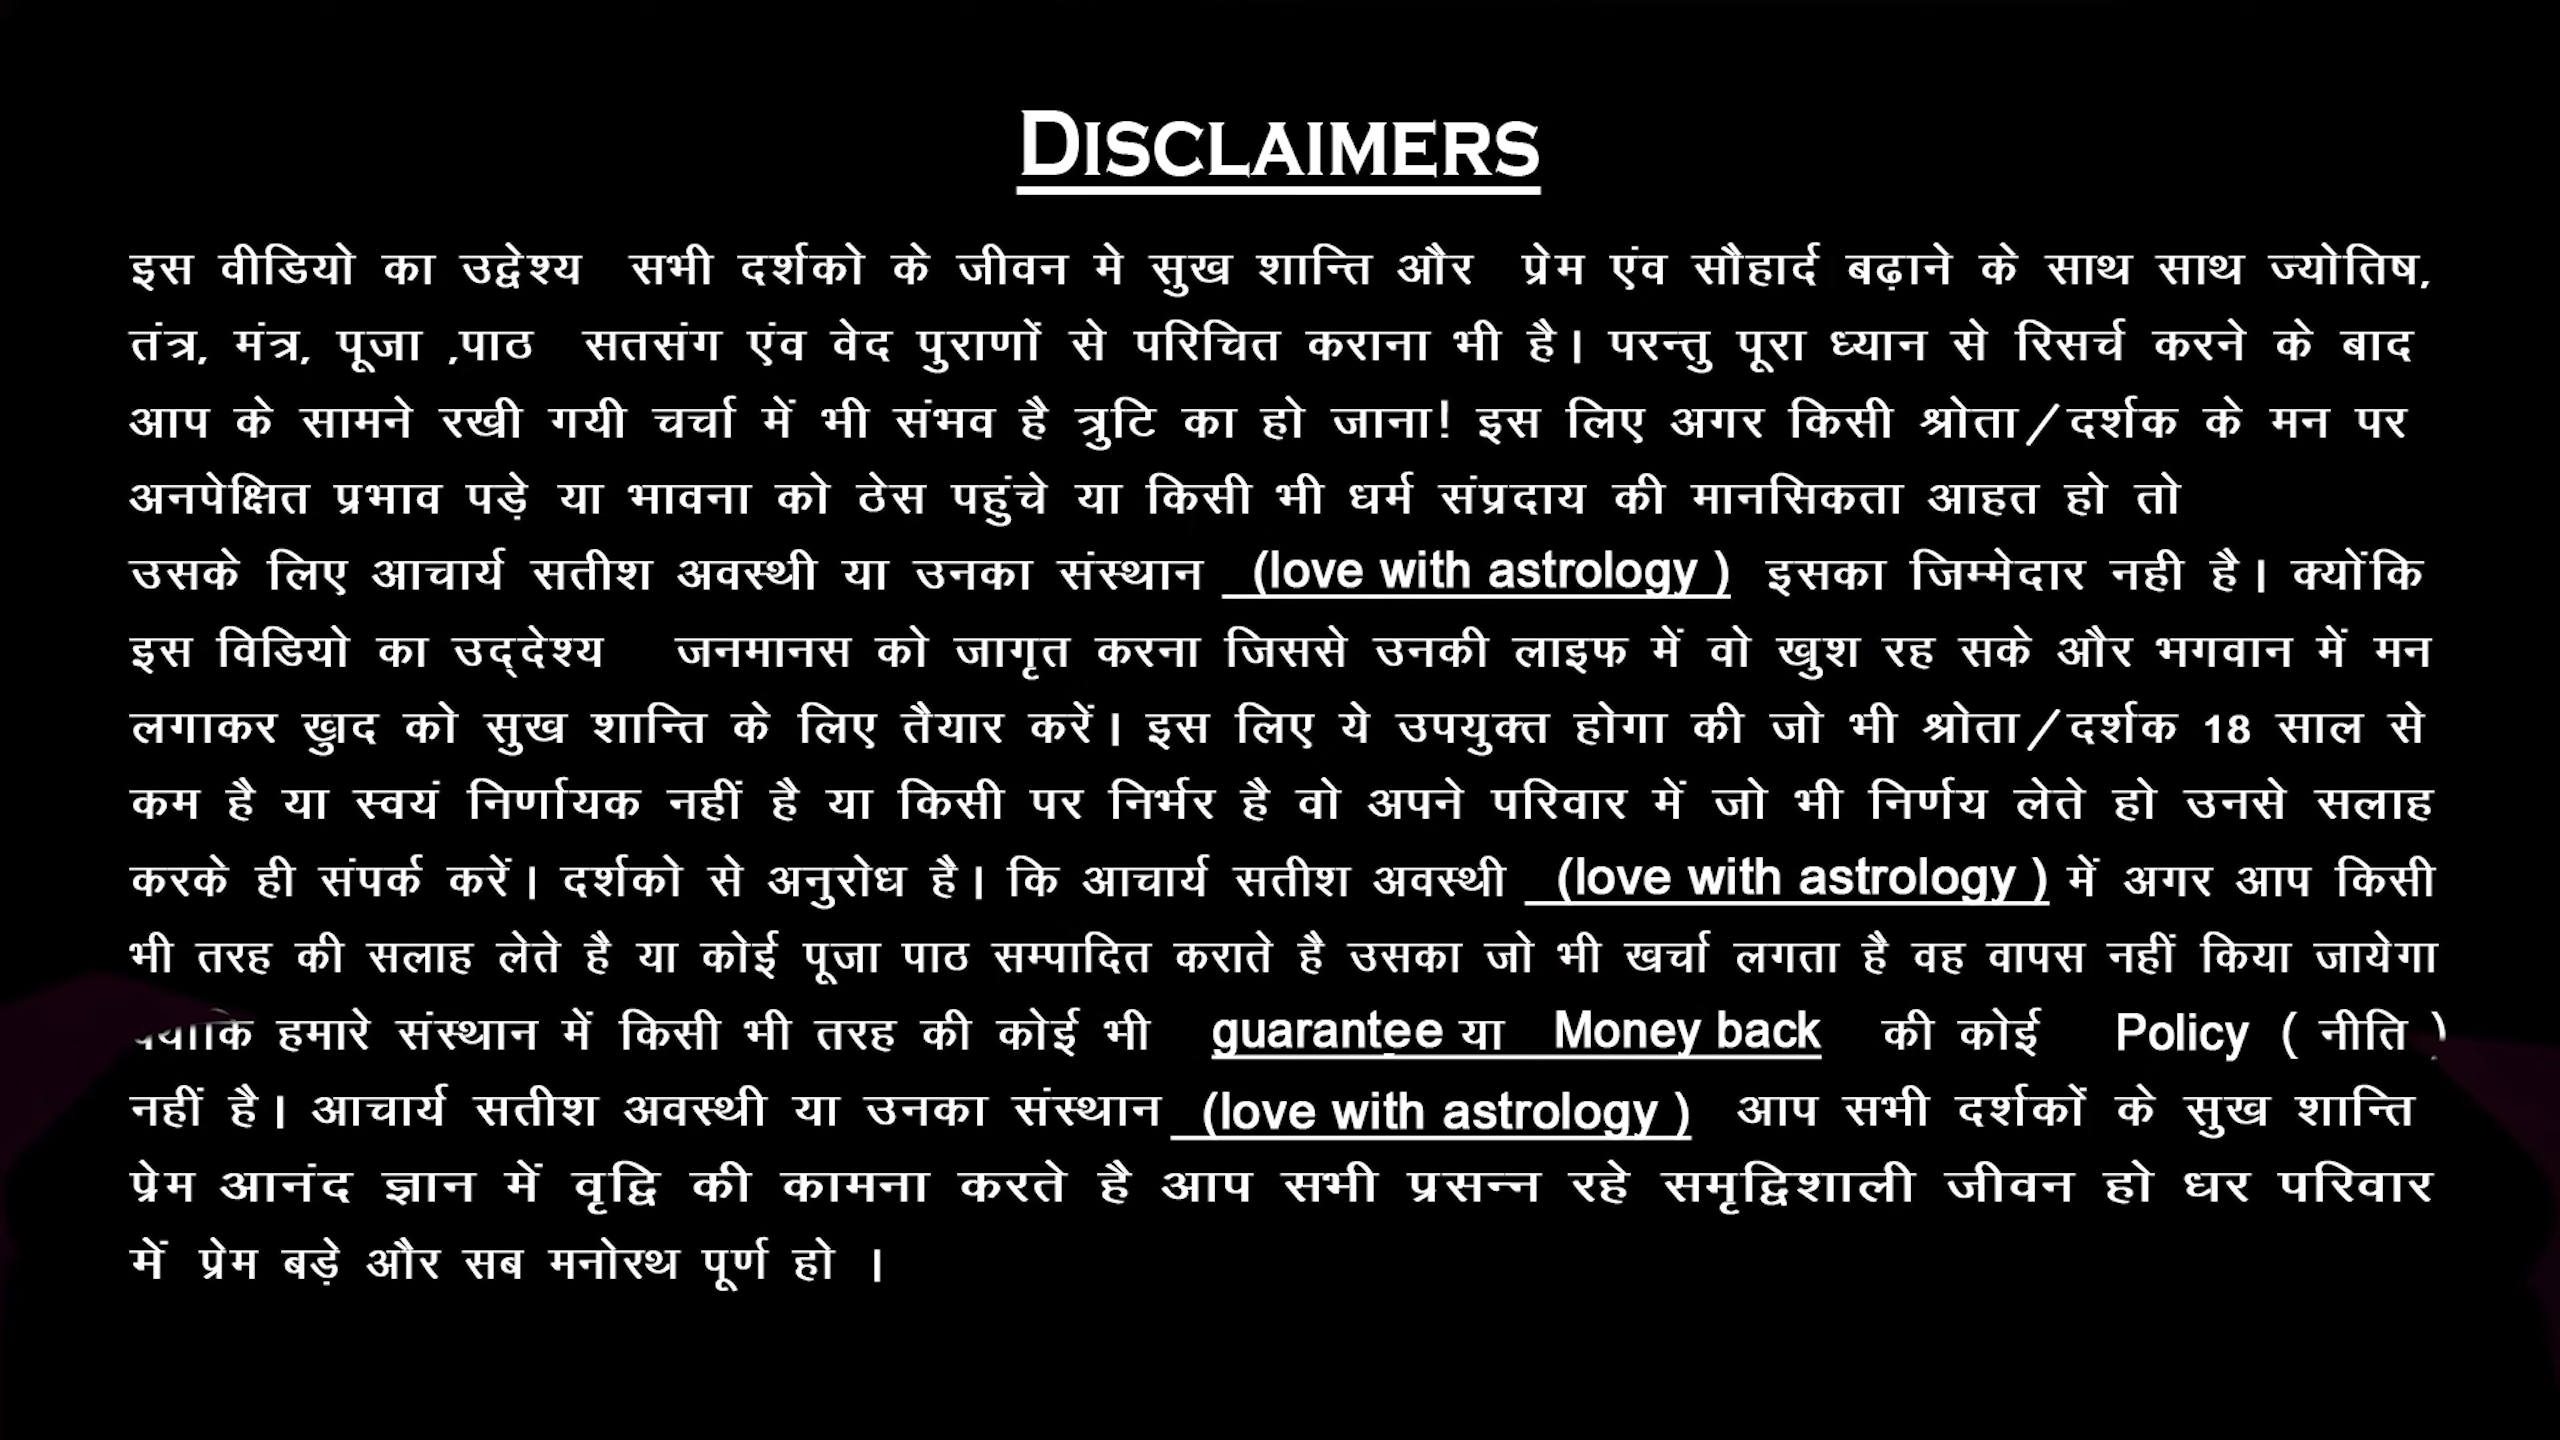 DISCLAIMERS
इस वीडियो का उद्वेश्य सभी दर्शको के जीवन मे सुख शान्ति और प्रेम एंव सौहार्द बढ़ाने के साथ साथ ज्योतिष,
तंत्र, मंत्र, पूजा ,पाठ सतसंग एंव वेद पुराणों से परिचित कराना भी है। परन्तु पूरा ध्यान से रिसर्च करने के बाद
आप के सामने रखी गयी चर्चा में भी संभव है त्रुटि का हो जाना! इस लिए अगर किसी श्रोता/दर्शक के मन पर
अनपेक्षित प्रभाव पड़े या भावना को ठेस पहुंचे या किसी भी धर्म संप्रदाय की मानसिकता आहत हो तो
उसके लिए आचार्य सतीश अवस्थी या उनका संस्थान (love with astrology ) इसका जिम्मेदार नही है। क्योंकि
इस विडियो का उद्देश्य जनमानस को जागृत करना जिससे उनकी लाइफ में वो खुश रह सके और भगवान में मन
लगाकर खुाद को सुख शान्ति के लिए तैयार करें। इस लिए ये उपयुक्त होगा की जो भी श्रोता/दर्शक 18 साल से
कम है या स्वयं निर्णायक नहीं है या किसी पर निर्भर है वो अपने परिवार में जो भी निर्णय लेते हो उनसे सलाह
करके ही संपर्क करें। दर्शको से अनुरोध है। कि आचार्य सतीश अवस्थी (love with astrology ) में अगर आप किसी
भी तरह की सलाह लेते है या कोई पूजा पाठ सम्पादित कराते है उसका जो भी खर्चा लगता है वह वापस नहीं किया जायेगा
क्योंकि हमारे संस्थान में किसी भी तरह की कोई भी guarantee या Money back की कोई Policy ( नीति )
नहीं है। आचार्य सतीश अवस्थी या उनका संस्थान (love with astrology ) आप सभी दर्शकों के सुख शान्ति
प्रेम आनंद ज्ञान में वृद्वि की कामना करते है आप सभी प्रसन्न रहे समृद्विशाली जीवन हो धर परिवार
में प्रेम बड़े और सब मनोरथ पूर्ण हो ।